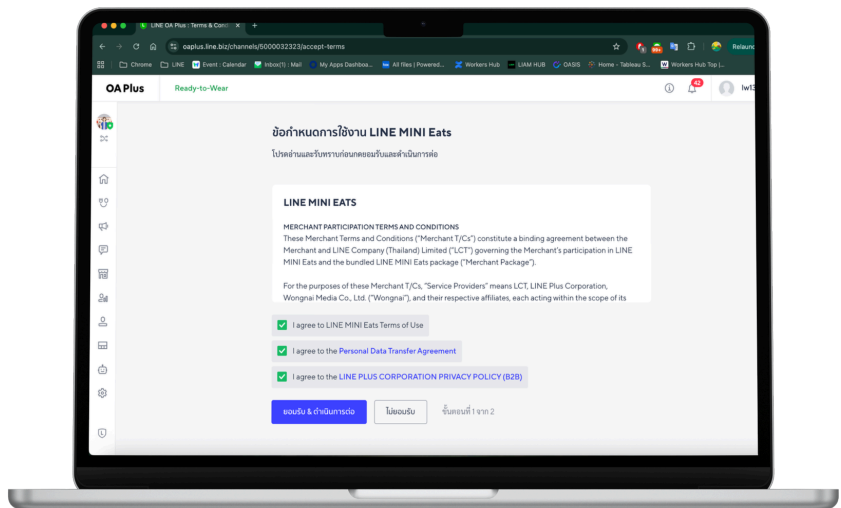 LINE OA Plus : Terms & Condi
oaplus.line.biz/channels/5000032323/accept-terms
99+
Relaunc
Chrome LINE Event : Calendar Inbox(1) : Mail My Apps Dashboa... All files | Powered... Workers Hub LIAM HUB OASIS Home - Tableau S... Workers Hub Top |...
OA Plus Ready-to-Wear
42
lw13
ข้อกำหนดการใช้งาน LINE MINI Eats
โปรดอ่านและรับทราบก่อนกดยอมรับและดำเนินการต่อ
LINE MINI EATS
MERCHANT PARTICIPATION TERMS AND CONDITIONS
These Merchant Terms and Conditions ("Merchant T/Cs") constitute a binding agreement between the
Merchant and LINE Company (Thailand) Limited ("LCT") governing the Merchant's participation in LINE
MINI Eats and the bundled LINE MINI Eats package ("Merchant Package").
For the purposes of these Merchant T/Cs, "Service Providers" means LCT, LINE Plus Corporation,
Wongnai Media Co., Ltd. ("Wongnai"), and their respective affiliates, each acting within the scope of its
I agree to LINE MINI Eats Terms of Use
I agree to the Personal Data Transfer Agreement
I agree to the LINE PLUS CORPORATION PRIVACY POLICY (B2B)
ยอมรับ & ดำเนินการต่อ ไม่ยอมรับ ขั้นตอนที่ 1 จาก 2